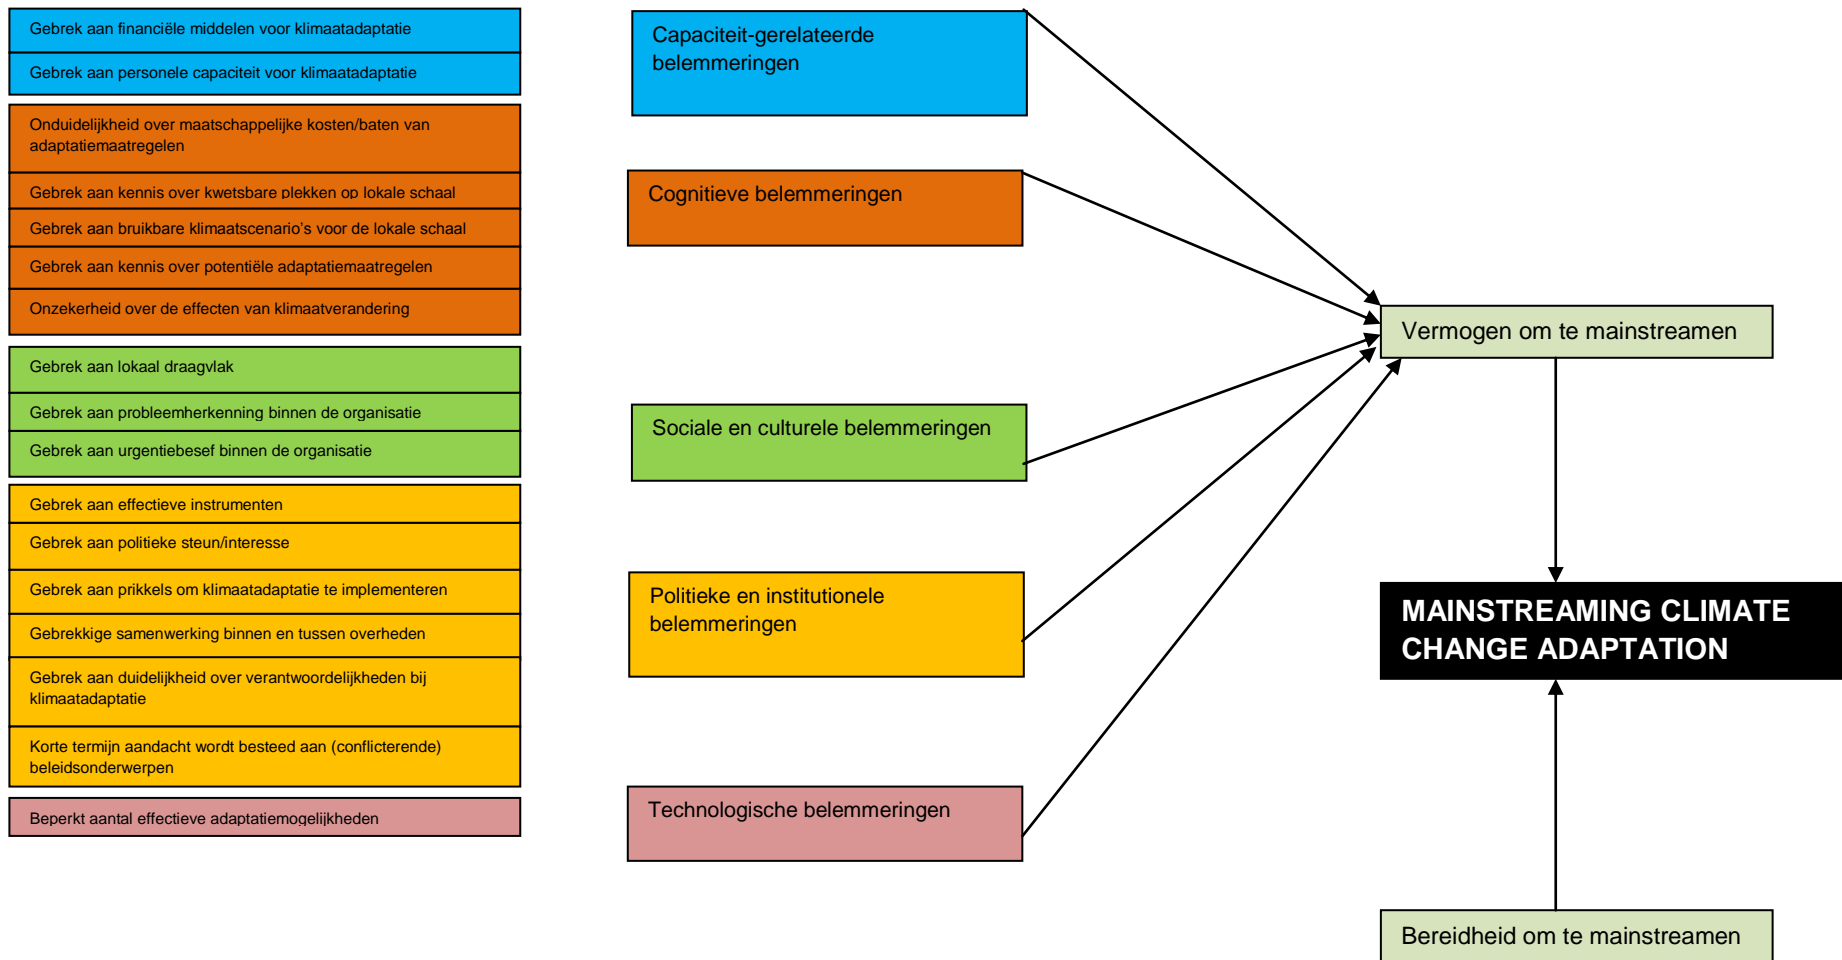 Gebrek aan financiële middelen voor klimaatadaptatie
Gebrek aan personele capaciteit voor klimaatadaptatie
Onduidelijkheid over maatschappelijke kosten/baten van
adaptatiemaatregelen
Gebrek aan kennis over kwetsbare plekken op lokale schaal
Gebrek aan bruikbare klimaatscenario's voor de lokale schaal
Gebrek aan kennis over potentiële adaptatiemaatregelen
Onzekerheid over de effecten van klimaatverandering
Gebrek aan lokaal draagvlak
Gebrek aan probleemherkenning binnen de organisatie
Gebrek aan urgentiebesef binnen de organisatie
Gebrek aan effectieve instrumenten
Gebrek aan politieke steun/interesse
Gebrek aan prikkels om klimaatadaptatie te implementeren
Gebrekkige samenwerking binnen en tussen overheden
Gebrek aan duidelijkheid over verantwoordelijkheden bij
klimaatadaptatie
Korte termijn aandacht wordt besteed aan (conflicterende)
beleidsonderwerpen
Beperkt aantal effectieve adaptatiemogelijkheden
Capaciteit-gerelateerde
belemmeringen
Cognitieve belemmeringen
Sociale en culturele belemmeringen
Politieke en institutionele
belemmeringen
Technologische belemmeringen
Vermogen om te mainstreamen
MAINSTREAMING CLIMATE
CHANGE ADAPTATION
Bereidheid om te mainstreamen